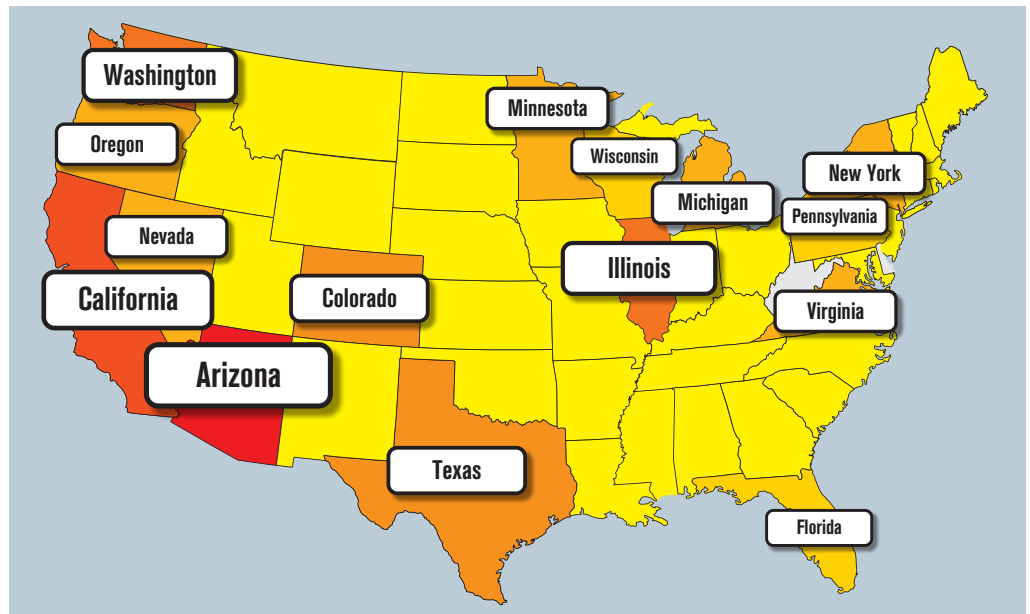 Washington
Minnesota
Oregon
Wisconsin
New York
Michigan
Pennsylvania
Nevada
Illinois
California
Colorado
Virginia
Arizona
Texas
Florida